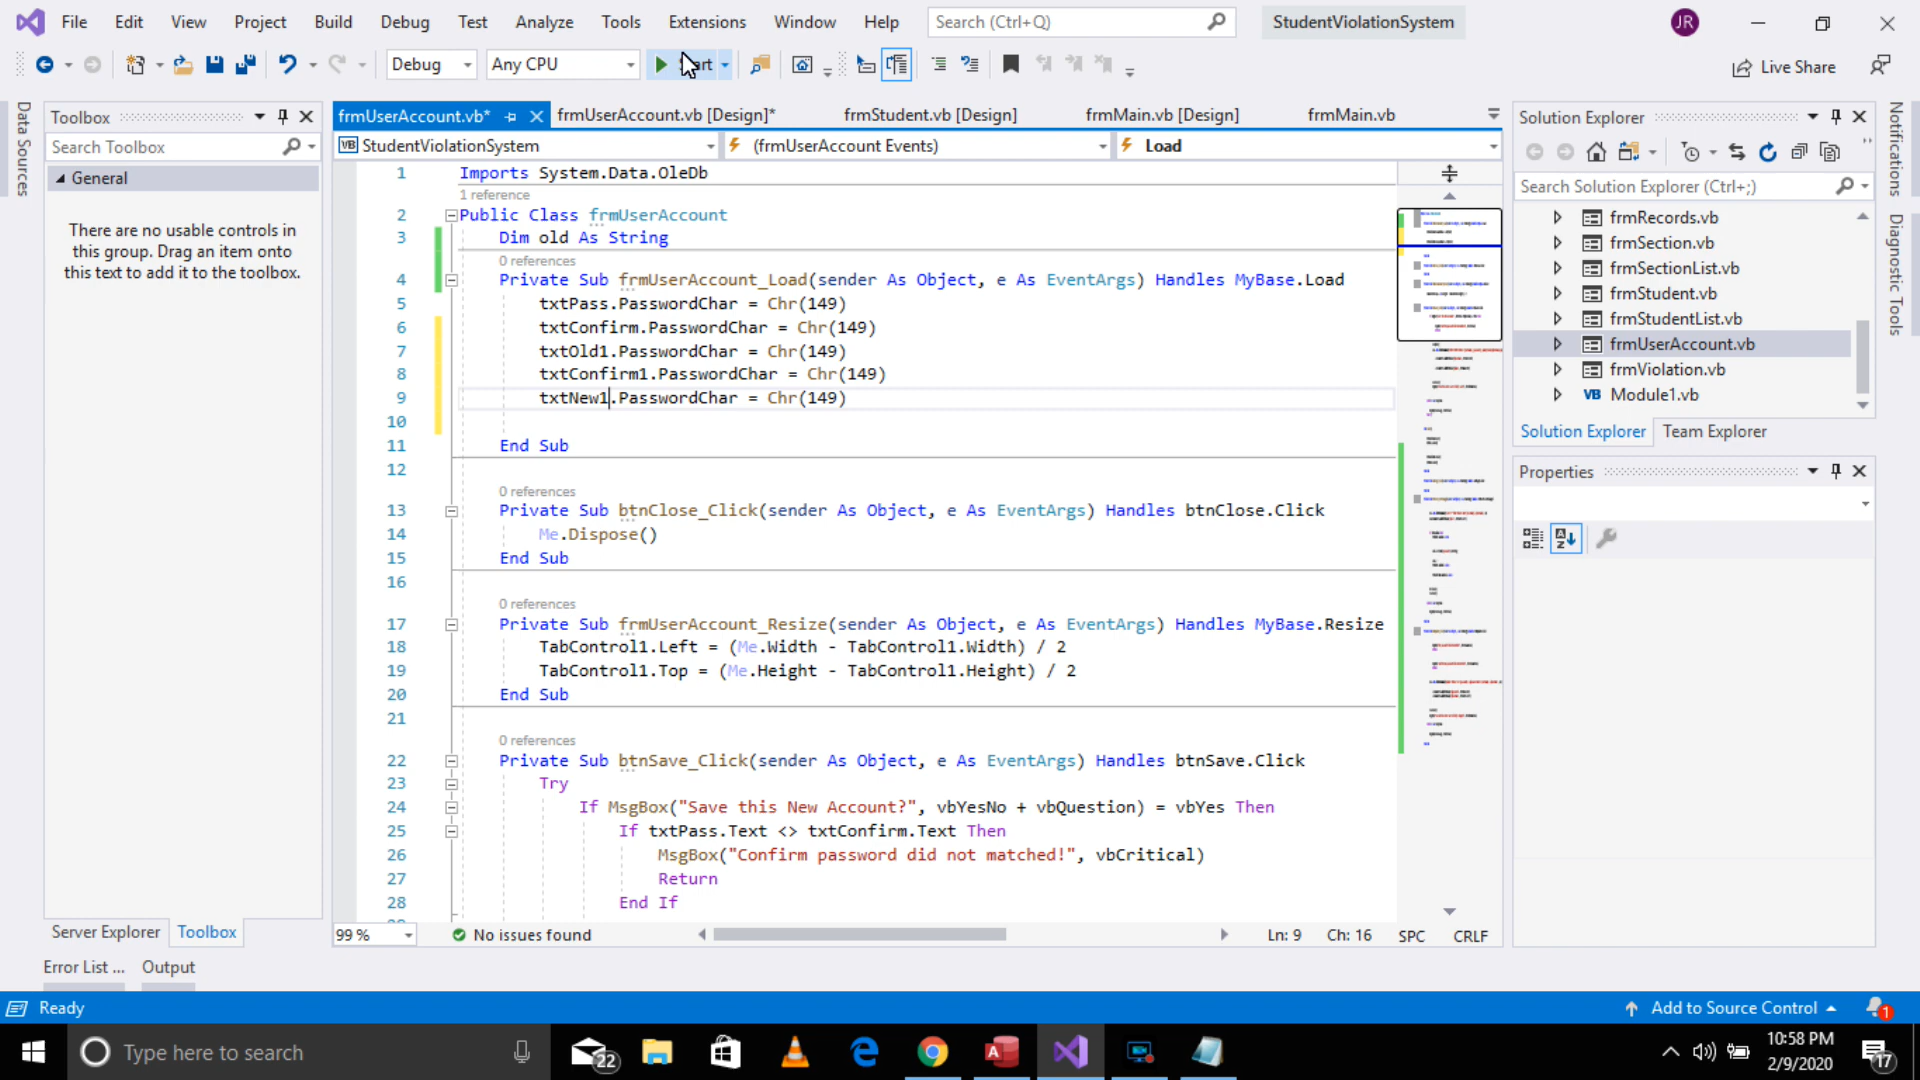 File Edit View Project Build Debug Test Analyze Tools Extensions Window Help Search (Ctrl+Q) StudentViolationSystem JR
Debug Any CPU Live Share
Data Sources
Toolbox
Search Toolbox
General
There are no usable controls in
this group. Drag an item onto
this text to add it to the toolbox.
Server Explorer Toolbox
frmUserAccount.vb* frmUserAccount.vb [Design]* frmStudent.vb [Design] frmMain.vb [Design] frmMain.vb
VB StudentViolationSystem (frmUserAccount Events) Load
1 Imports System.Data.OleDb
1 reference
2 Public Class frmUserAccount
3 Dim old As String
0 references
4 Private Sub frmUserAccount_Load(sender As Object, e As EventArgs) Handles MyBase.Load
5 txtPass.PasswordChar = Chr(149)
6 txtConfirm.PasswordChar = Chr(149)
7 txtOld1.PasswordChar = Chr(149)
8 txtConfirm1.PasswordChar = Chr(149)
9 txtNew1.PasswordChar = Chr(149)
10
11 End Sub
12
0 references
13 Private Sub btnClose_Click(sender As Object, e As EventArgs) Handles btnClose.Click
14 Me.Dispose()
15 End Sub
16
0 references
17 Private Sub frmUserAccount_Resize(sender As Object, e As EventArgs) Handles MyBase.Resize
18 TabControl1.Left = (Me.Width - TabControl1.Width) / 2
19 TabControl1.Top = (Me.Height - TabControl1.Height) / 2
20 End Sub
21
0 references
22 Private Sub btnSave_Click(sender As Object, e As EventArgs) Handles btnSave.Click
23 Try
24 If MsgBox("Save this New Account?", vbYesNo + vbQuestion) = vbYes Then
25 If txtPass.Text <> txtConfirm.Text Then
26 MsgBox("Confirm password did not matched!", vbCritical)
27 Return
28 End If
99 % No issues found Ln: 9 Ch: 16 SPC CRLF
Solution Explorer
Search Solution Explorer (Ctrl+;)
frmRecords.vb
frmSection.vb
frmSectionList.vb
frmStudent.vb
frmStudentList.vb
frmUserAccount.vb
frmViolation.vb
VB Module1.vb
Solution Explorer Team Explorer
Properties
Notifications
Diagnostic Tools
Error List ... Output
Ready Add to Source Control 1
Type here to search 22 10:58 PM
2/9/2020 17